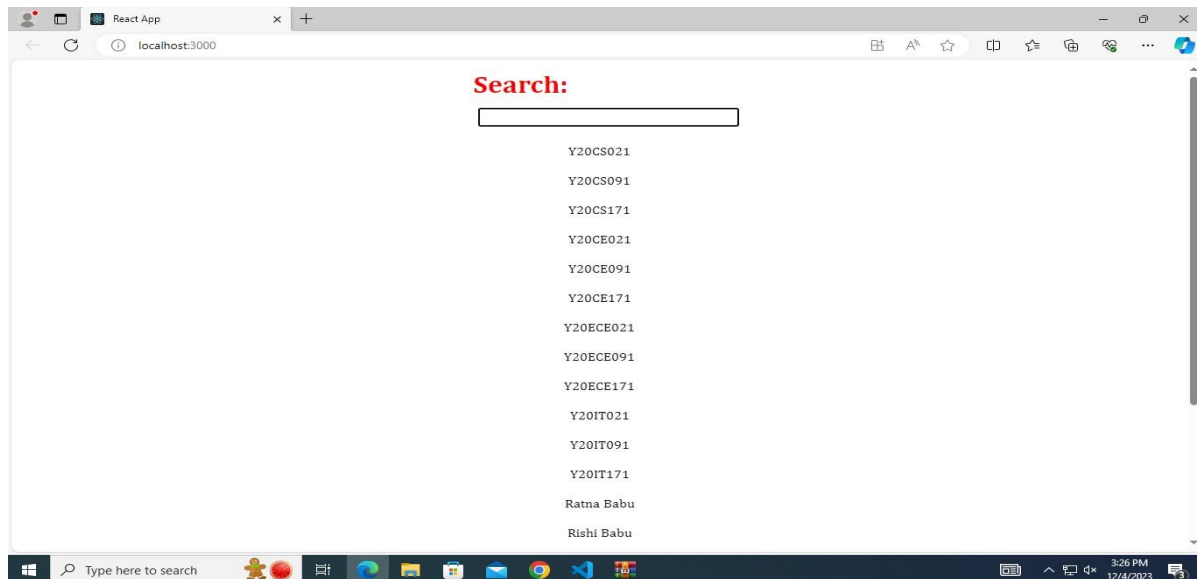 React App
localhost:3000
Search:
Y20CS021
Y20CS091
Y20CS171
Y20CE021
Y20CE091
Y20CE171
Y20ECE021
Y20ECE091
Y20ECE171
Y20IT021
Y20IT091
Y20IT171
Ratna Babu
Rishi Babu
Type here to search
3:26 PM
12/4/2023
3